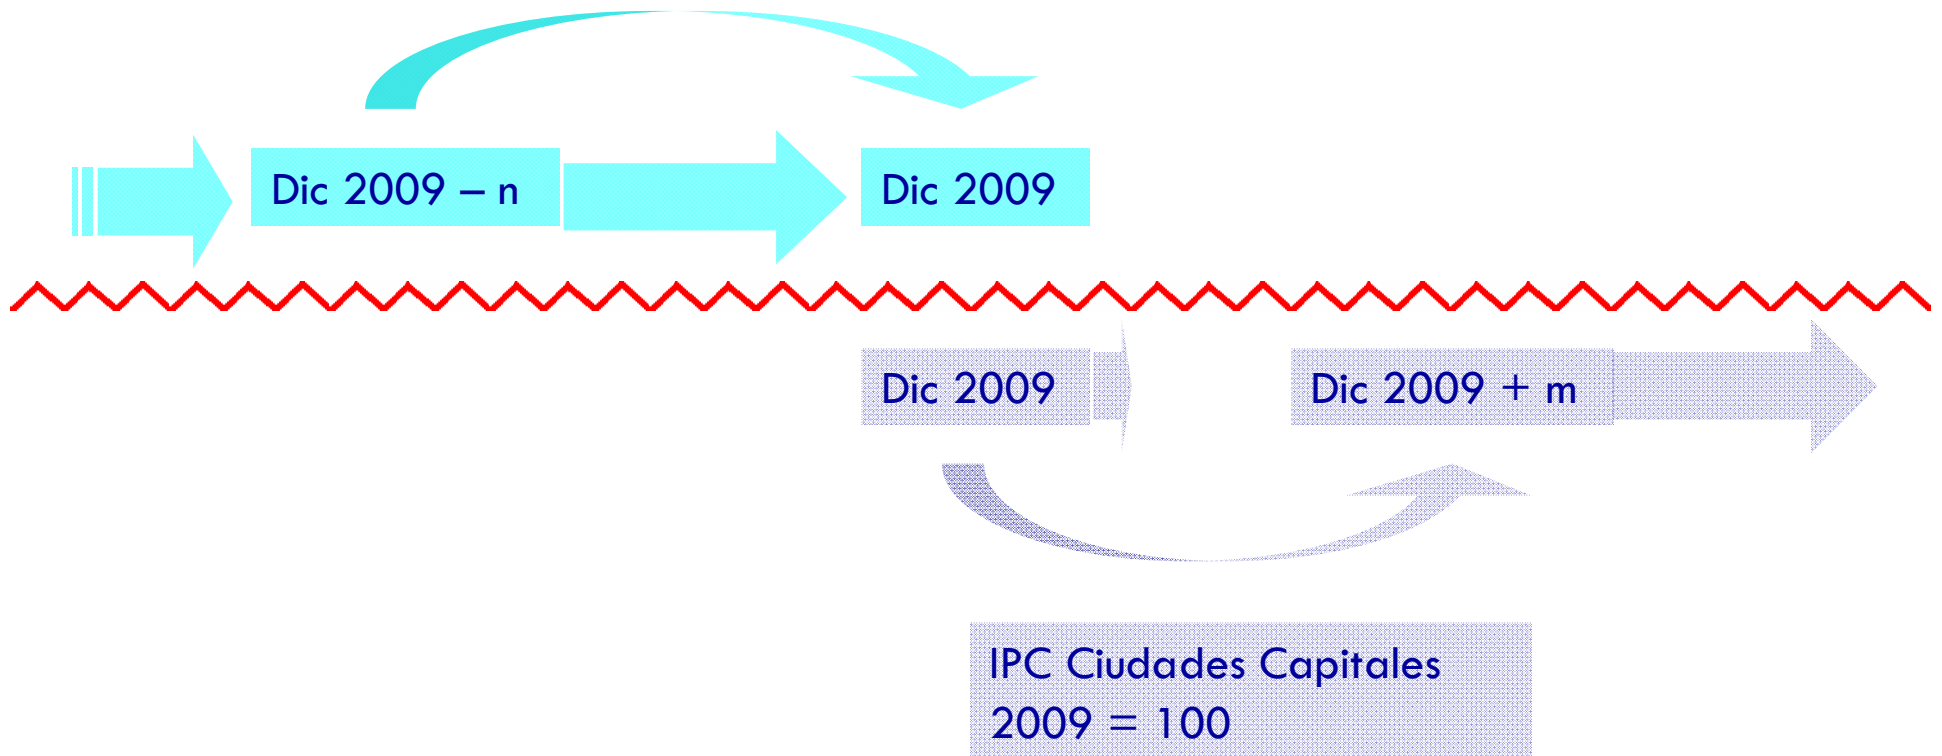 Dic 2009 – n
Dic 2009
Dic 2009
Dic 2009 + m
IPC Ciudades Capitales
2009 = 100